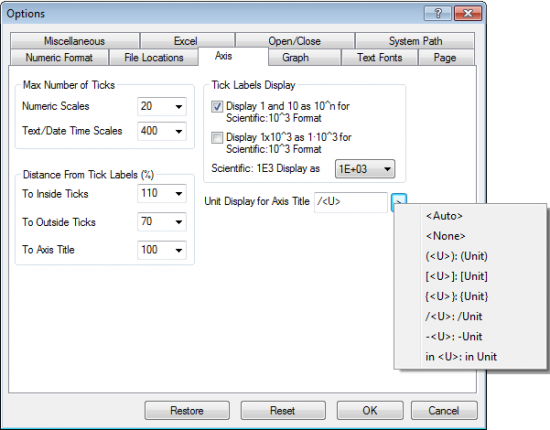 Options
Miscellaneous Excel Open/Close System Path
Numeric Format File Locations Axis Graph Text Fonts Page
Max Number of Ticks
Numeric Scales 20
Text/Date Time Scales 400
Distance From Tick Labels (%)
To Inside Ticks 110
To Outside Ticks 70
To Axis Title 100
Tick Labels Display
Display 1 and 10 as 10^n for
Scientific:10^3 Format
Display 1x10^3 as 1·10^3 for
Scientific:10^3 Format
Scientific: 1E3 Display as 1E+03
Unit Display for Axis Title /<U> >
<Auto>
<None>
(<U>): (Unit)
[<U>]: [Unit]
{<U>}: {Unit}
/<U>: /Unit
-<U>: -Unit
in <U>: in Unit
Restore Reset OK Cancel